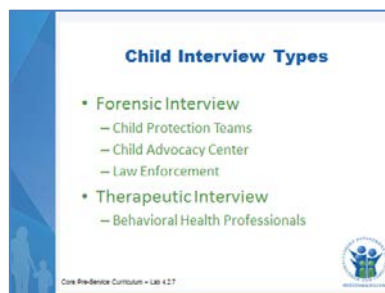 Child Interview Types
• Forensic Interview
– Child Protection Teams
– Child Advocacy Center
– Law Enforcement
• Therapeutic Interview
– Behavioral Health Professionals
Core Pre-Service Curriculum – Lab 4.2.7